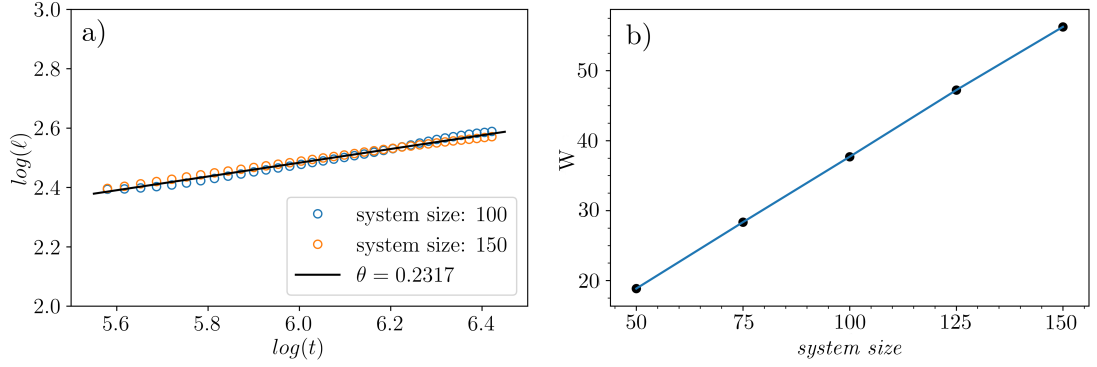 a)
3.0
2.8
2.6
2.4
2.2
2.0
log(ℓ)
system size: 100
system size: 150
θ = 0.2317
5.6 5.8 6.0 6.2 6.4
log(t)
b)
50
40
30
20
W
50 75 100 125 150
system size